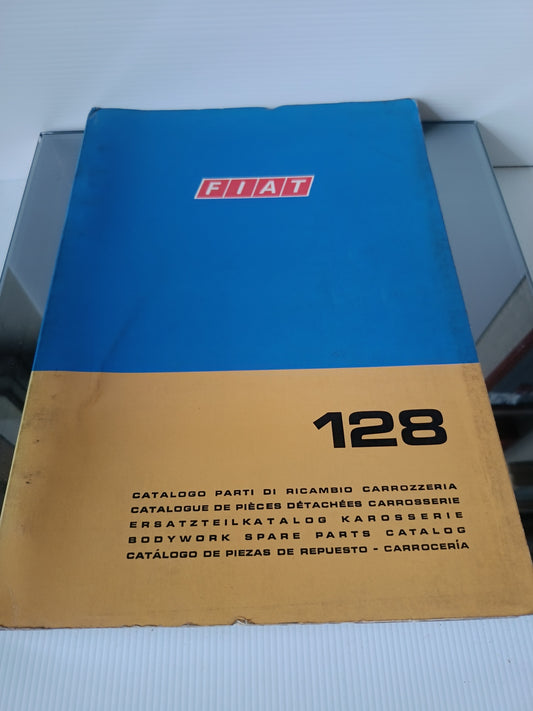 FIAT
128
CATALOGO PARTI DI RICAMBIO CARROZZERIA
CATALOGUE DE PIÈCES DÉTACHÉES CARROSSERIE
ERSATZTEILKATALOG KAROSSERIE
BODYWORK SPARE PARTS CATALOG
CATÁLOGO DE PIEZAS DE REPUESTO - CARROCERÍA